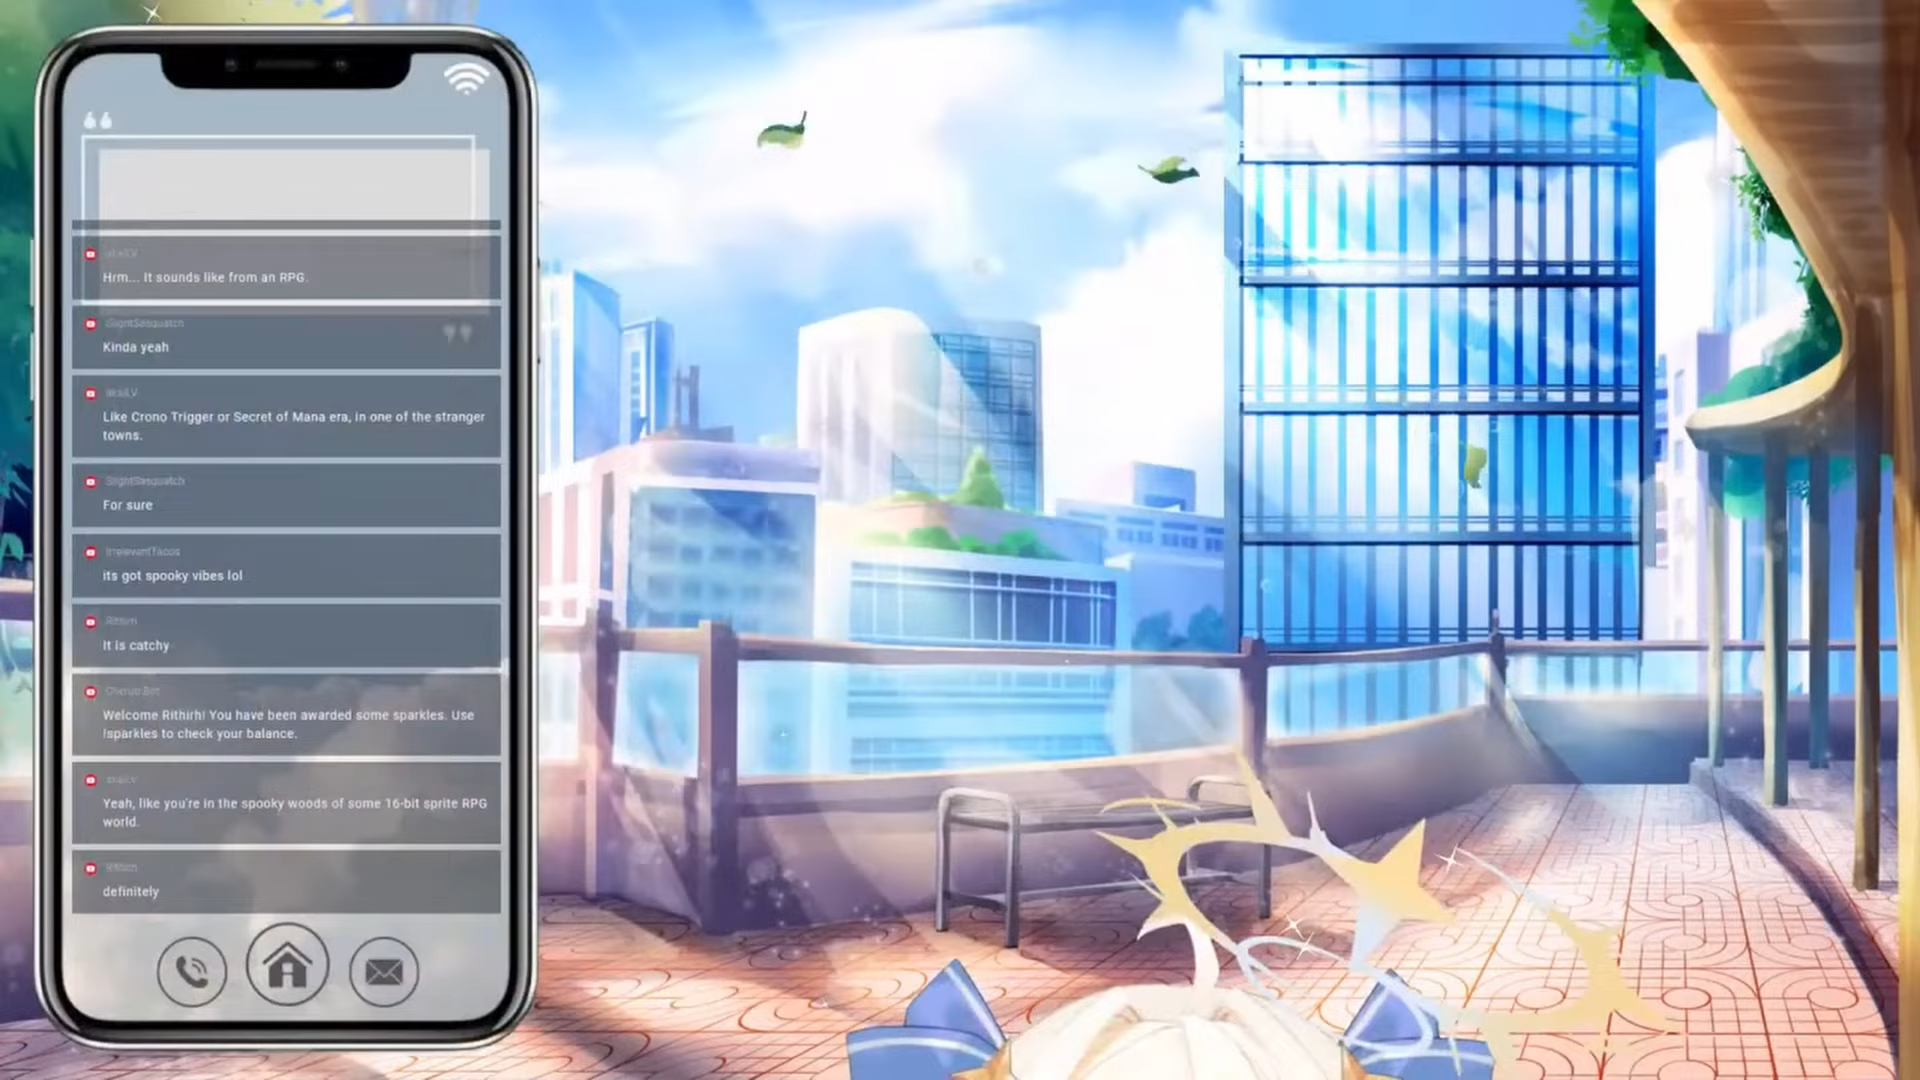 Hrm... It sounds like from an RPG.
SlightSasquatch
Kinda yeah
Like Crono Trigger or Secret of Mana era, in one of the stranger
towns.
SlightSasquatch
For sure
IrrelevantTacos
its got spooky vibes lol
It is catchy
Welcome Rithirh! You have been awarded some sparkles. Use
!sparkles to check your balance.
Yeah, like you're in the spooky woods of some 16-bit sprite RPG
world.
definitely